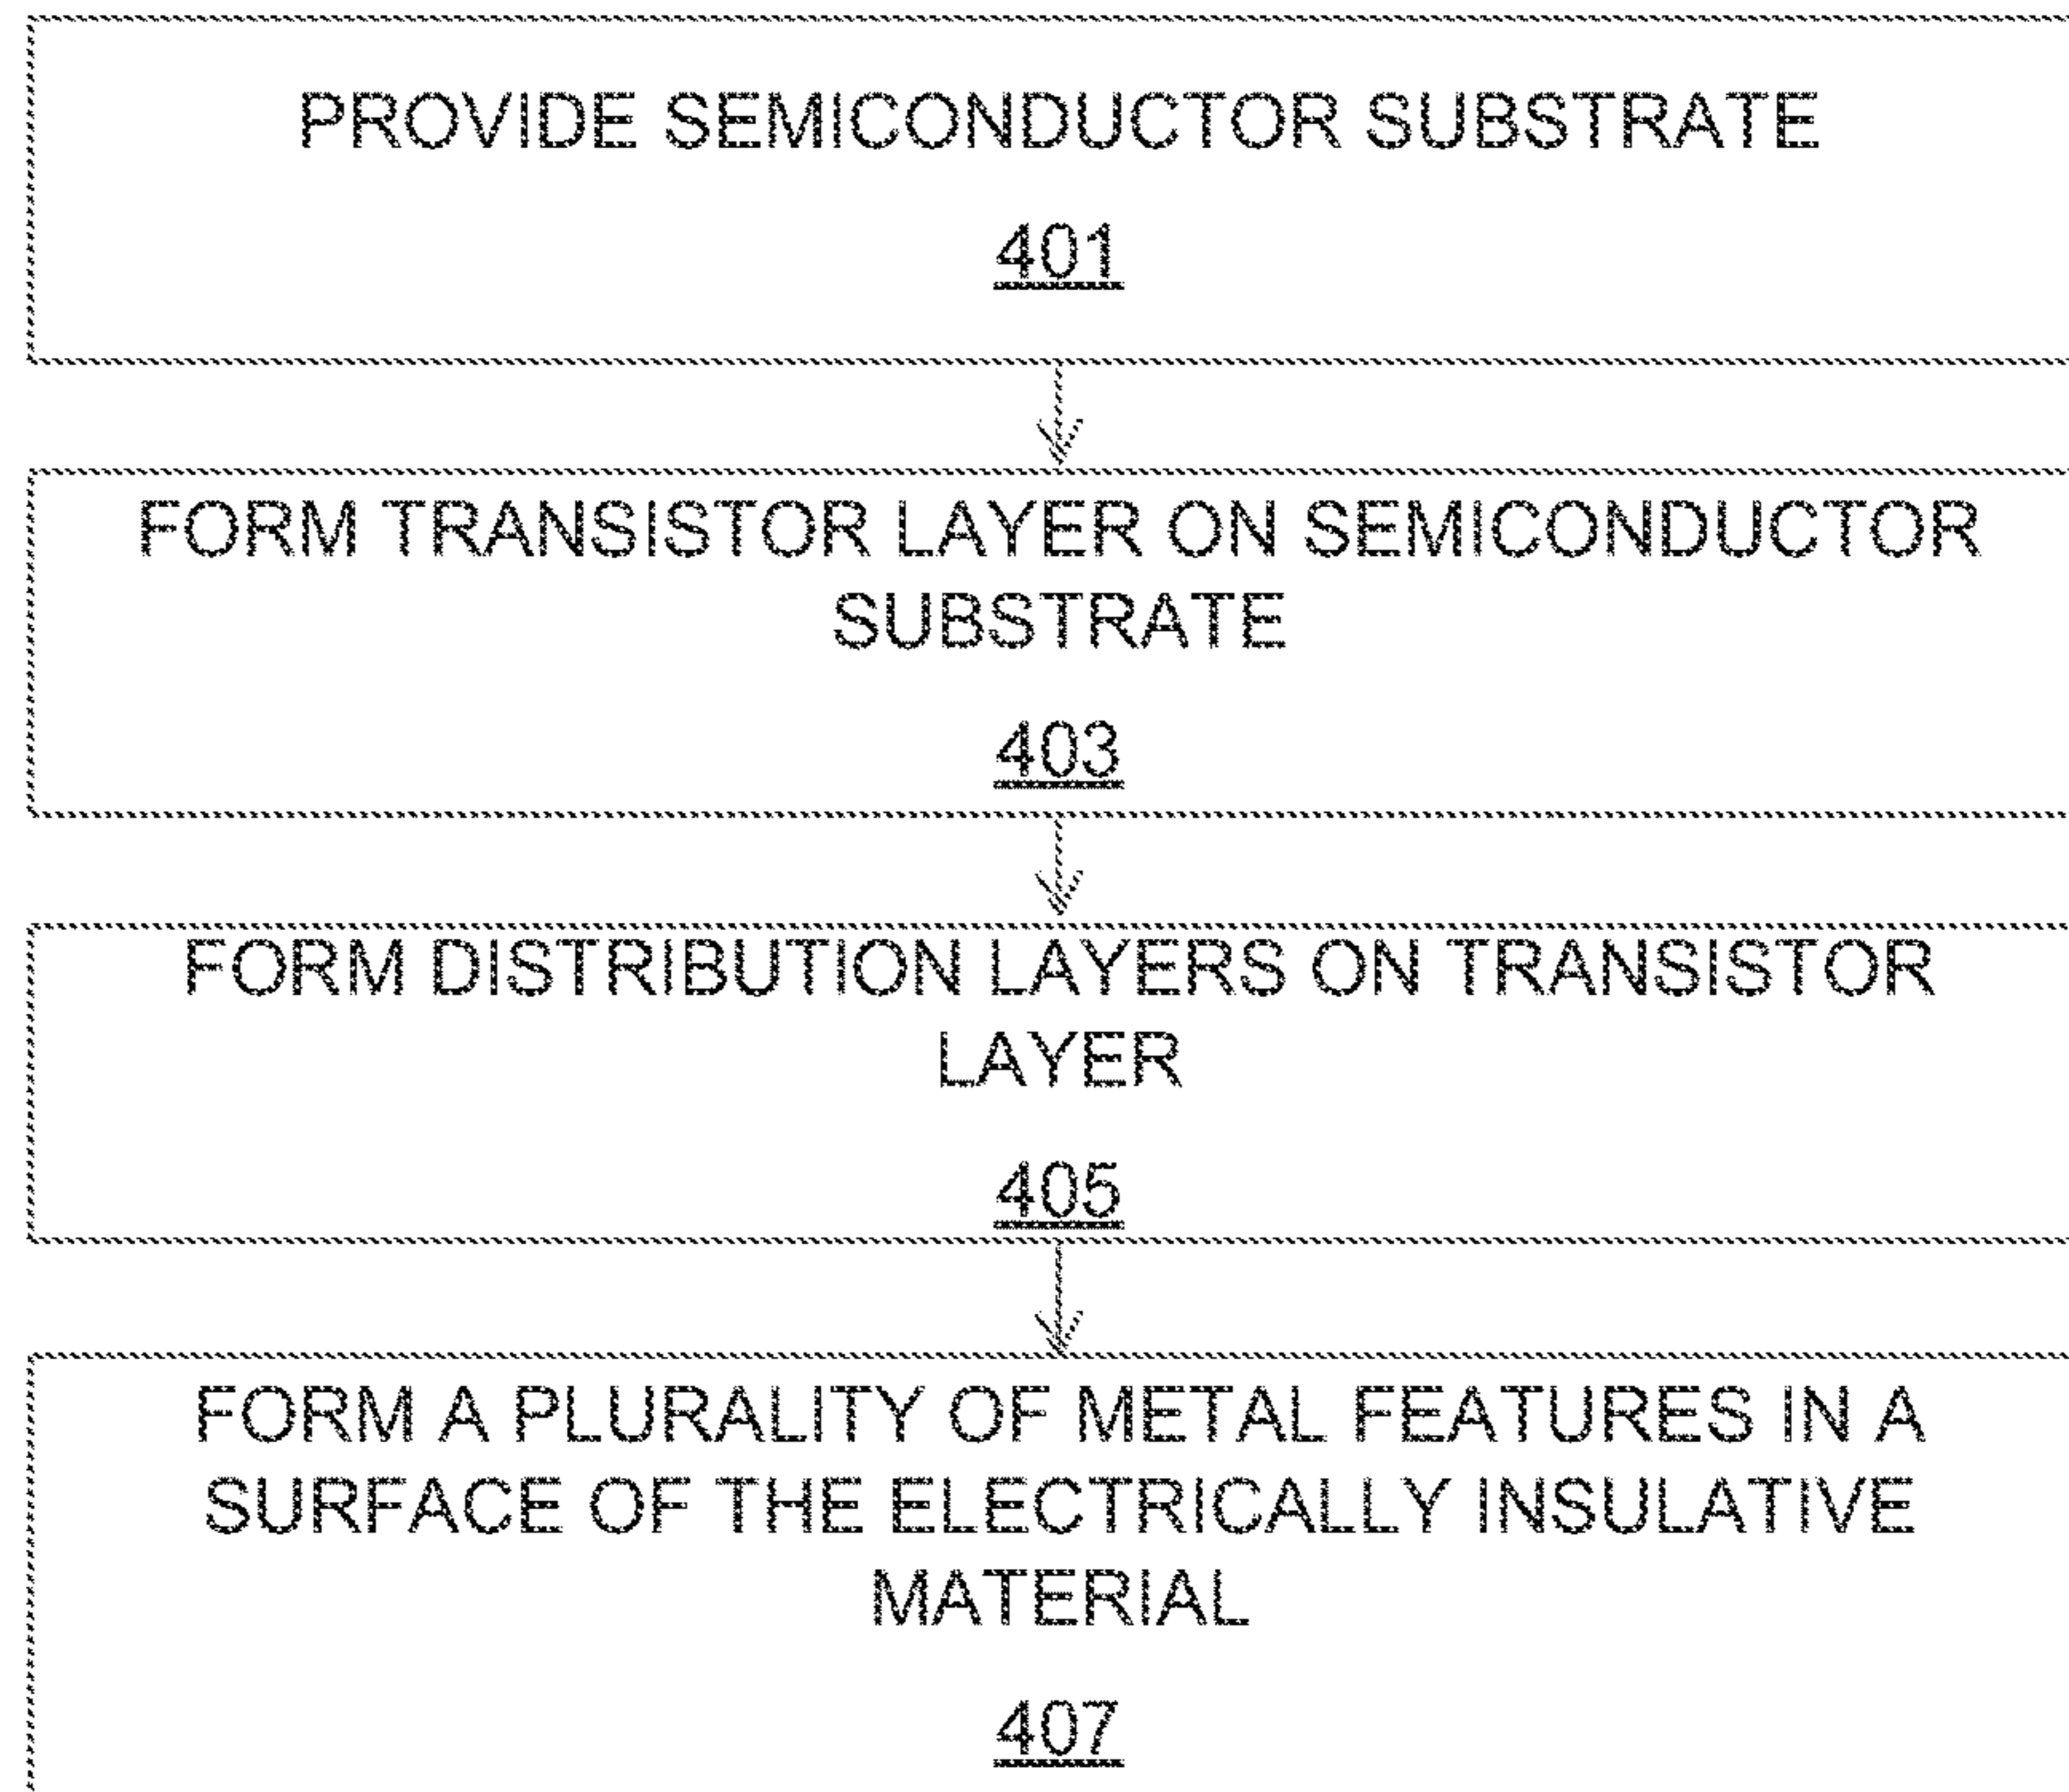 PROVIDE SEMICONDUCTOR SUBSTRATE
401
FORM TRANSISTOR LAYER ON SEMICONDUCTOR
SUBSTRATE
403
FORM DISTRIBUTION LAYERS ON TRANSISTOR
LAYER
405
FORM A PLURALITY OF METAL FEATURES IN A
SURFACE OF THE ELECTRICALLY INSULATIVE
MATERIAL
407